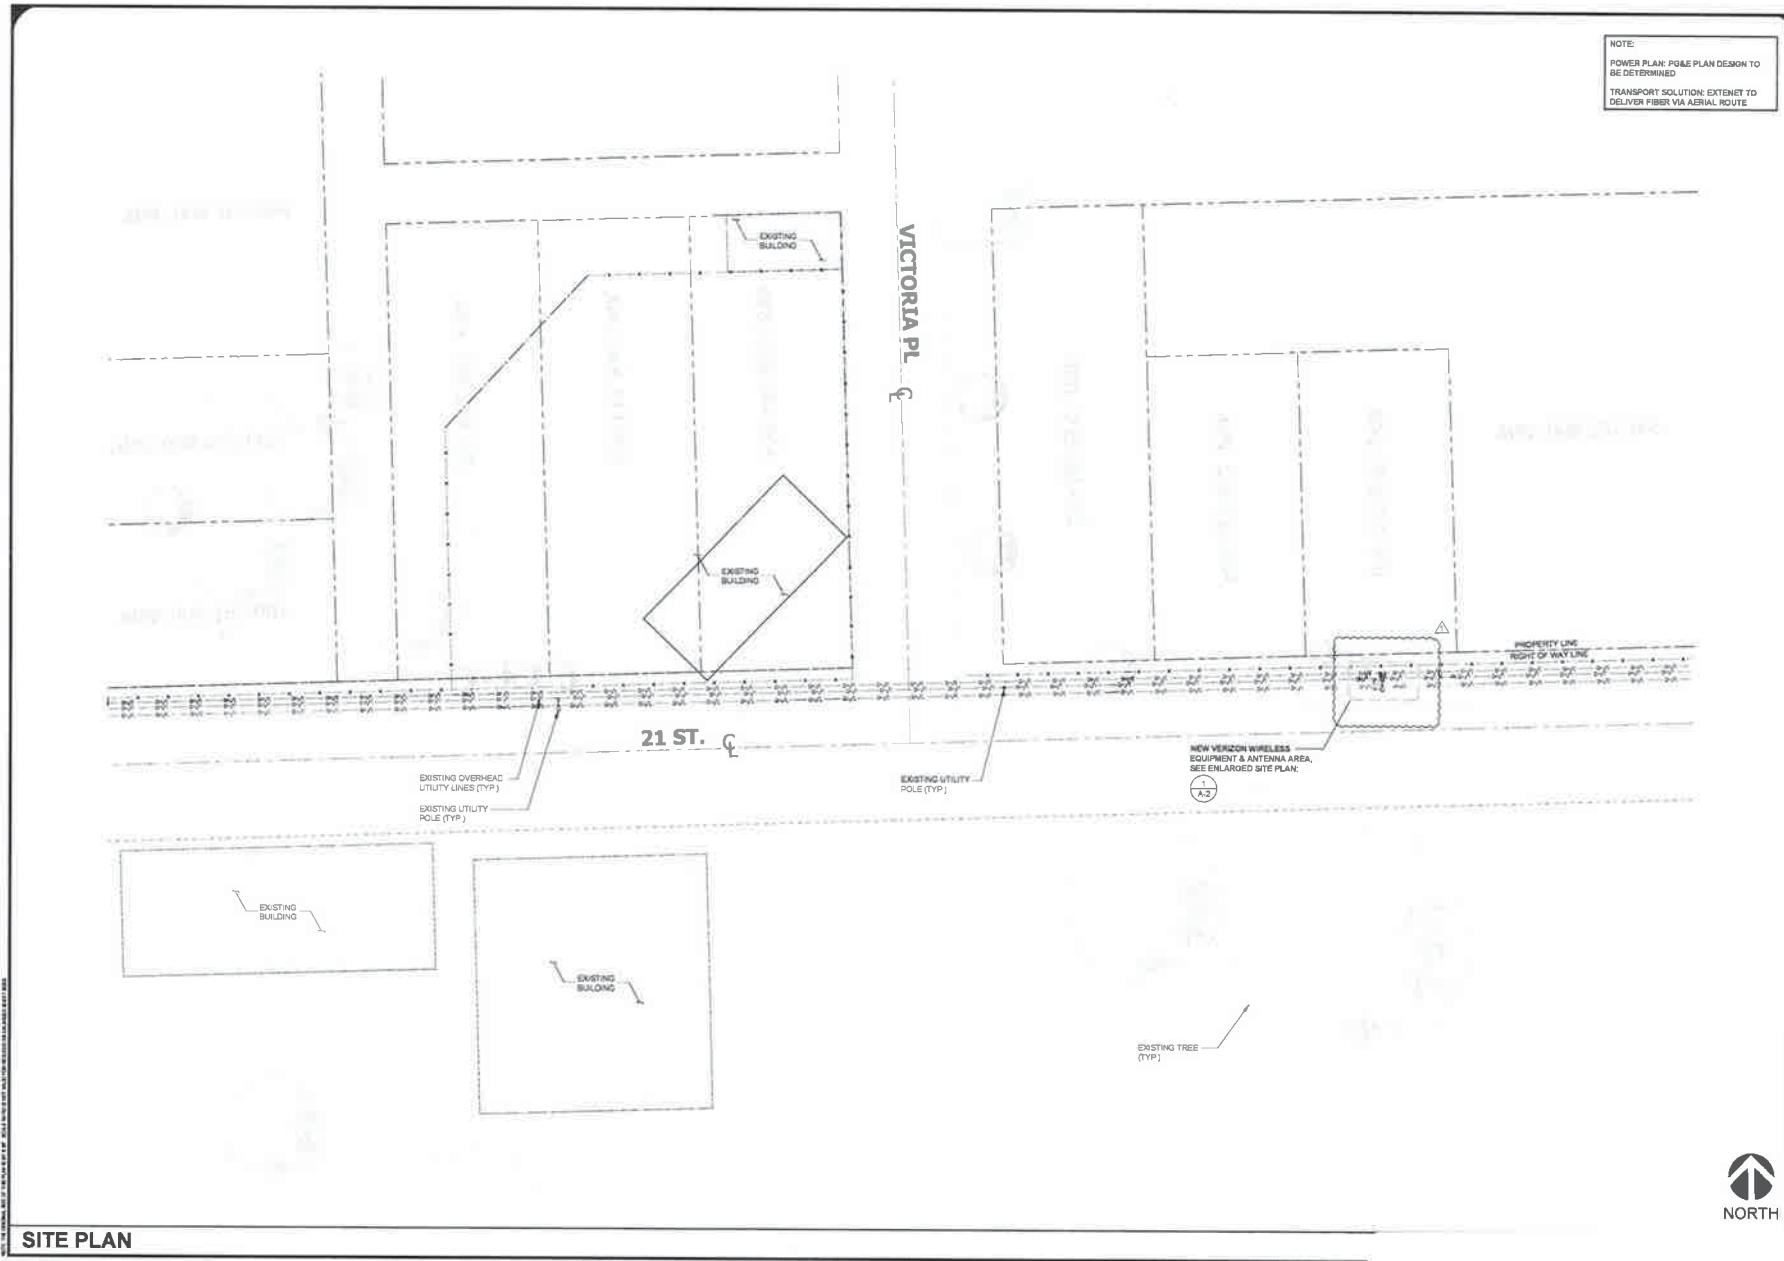 NOTE:
POWER PLAN: PG&E PLAN DESIGN TO
BE DETERMINED
TRANSPORT SOLUTION: EXTENET TO
DELIVER FIBER VIA AERIAL ROUTE
EXISTING
BUILDING
VICTORIA PL
EXISTING
BUILDING
PROPERTY LINE
RIGHT OF WAY LINE
21 ST.
NEW VERIZON WIRELESS
EQUIPMENT & ANTENNA AREA,
SEE ENLARGED SITE PLAN:
1
A-2
EXISTING OVERHEAD
UTILITY LINES (TYP)
EXISTING UTILITY
POLE (TYP)
EXISTING UTILITY
POLE (TYP)
EXISTING
BUILDING
EXISTING
BUILDING
EXISTING TREE
(TYP)
NORTH
SITE PLAN